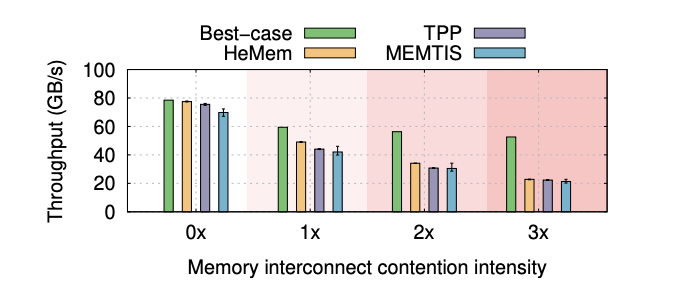 Best−case
TPP
HeMem
MEMTIS
Throughput (GB/s)
100
80
60
40
20
0
0x
1x
2x
3x
Memory interconnect contention intensity